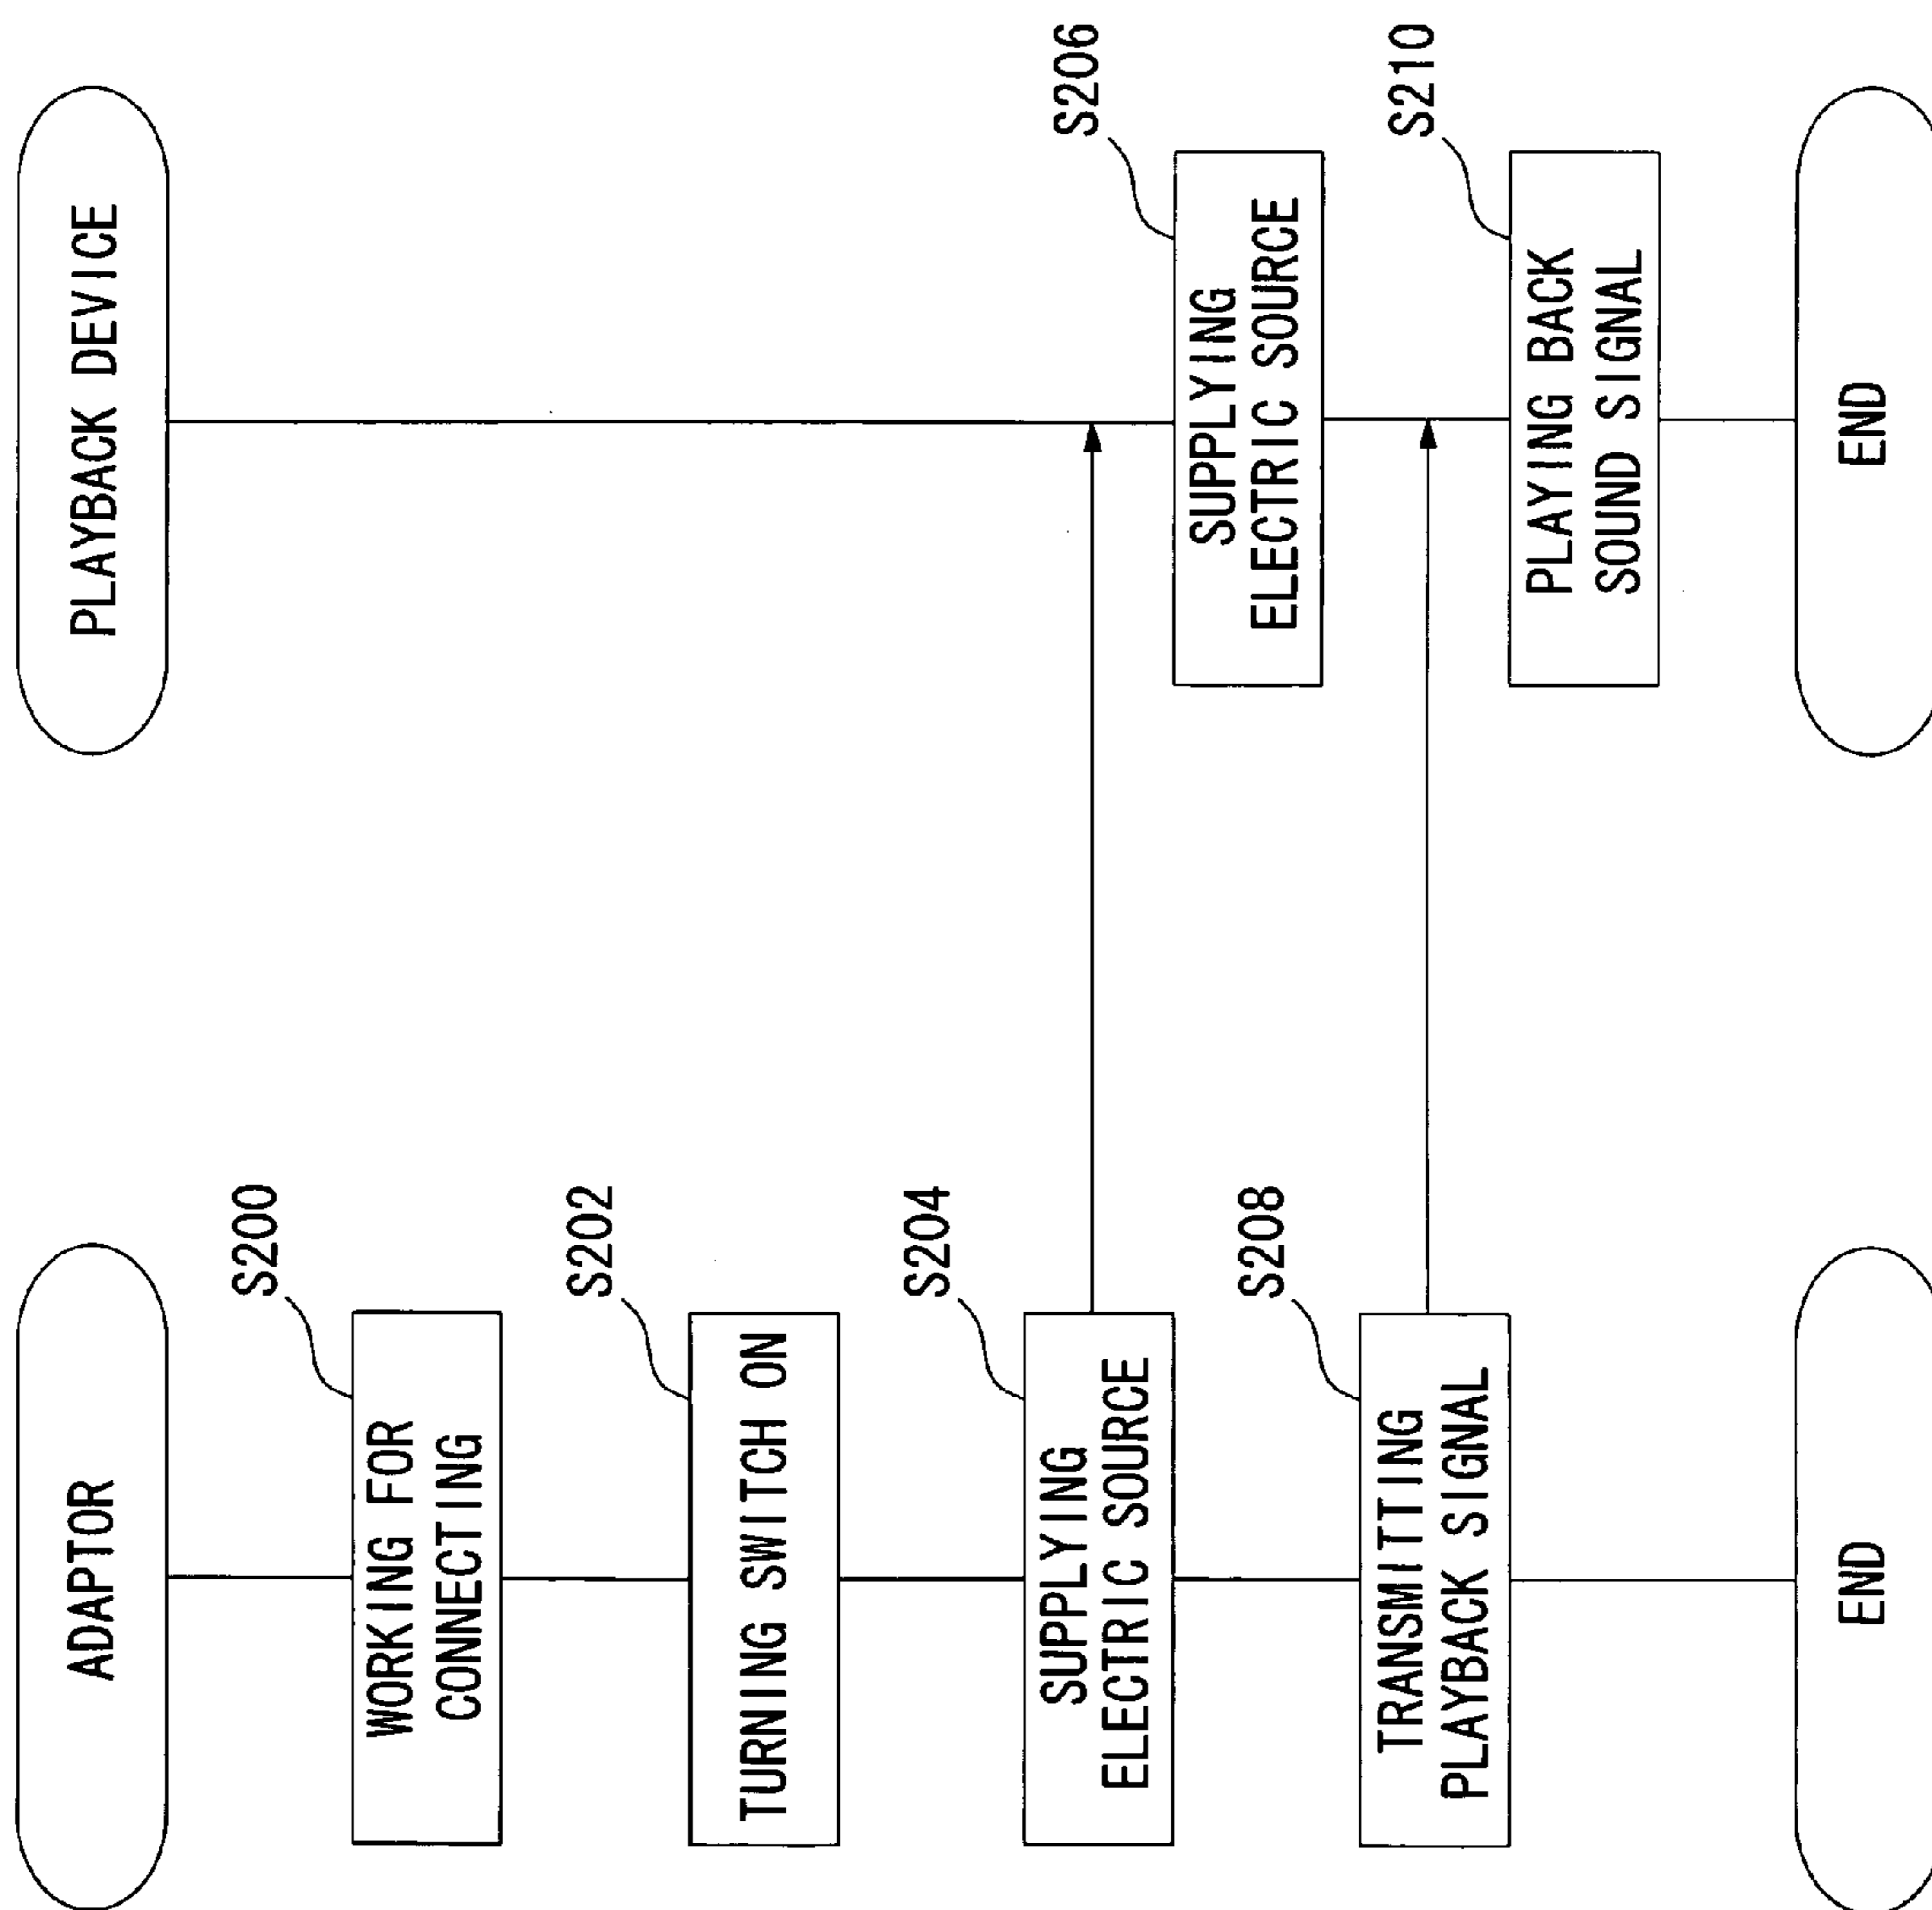 ADAPTOR
PLAYBACK DEVICE
S200
WORKING FOR
CONNECTING
S202
TURNING SWITCH ON
S204
SUPPLYING
ELECTRIC SOURCE
S206
SUPPLYING
ELECTRIC SOURCE
S208
TRANSMITTING
PLAYBACK SIGNAL
S210
PLAYING BACK
SOUND SIGNAL
END
END